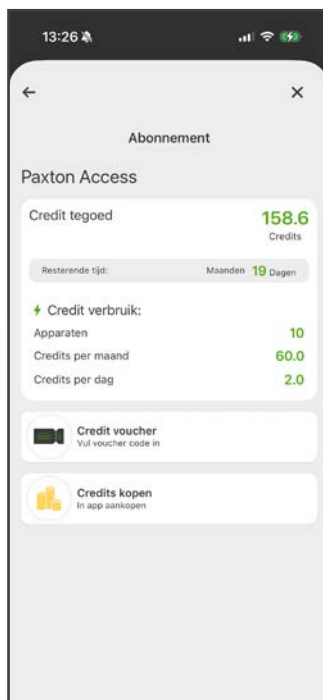 13:26
←
×
Abonnement
Paxton Access
Credit tegoed 158.6
Credits
Resterende tijd: Maanden 19 Dagen
Credit verbruik:
Apparaten 10
Credits per maand 60.0
Credits per dag 2.0
Credit voucher
Vul voucher code in
Credits kopen
In app aankopen